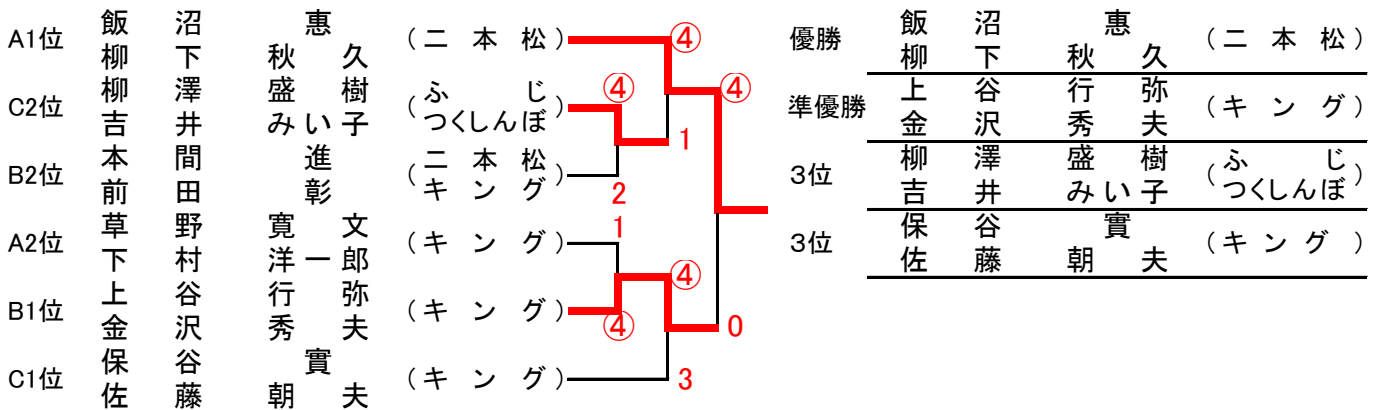 飯沼 惠
A1位 (二本松) ④ 優勝 飯沼 惠 (二本松)
柳下秋久 柳下秋久
柳澤盛樹 ④ ④ 上谷行弥
C2位 (ふじ 準優勝 (キング)
吉井みい子 つくしんぼ) 金沢秀夫
本間 進 二本松 1 柳澤盛樹 ふじ
B2位 ( ) 3位 ( )
前田 彰 キング 2 吉井みい子 つくしんぼ
草野寛文 1 保谷 實
A2位 (キング) 3位 (キング)
下村洋一郎 佐藤朝夫
上谷行弥 ④
B1位 (キング)
金沢秀夫 ④ 0
保谷 實
C1位 (キング) 3
佐藤朝夫